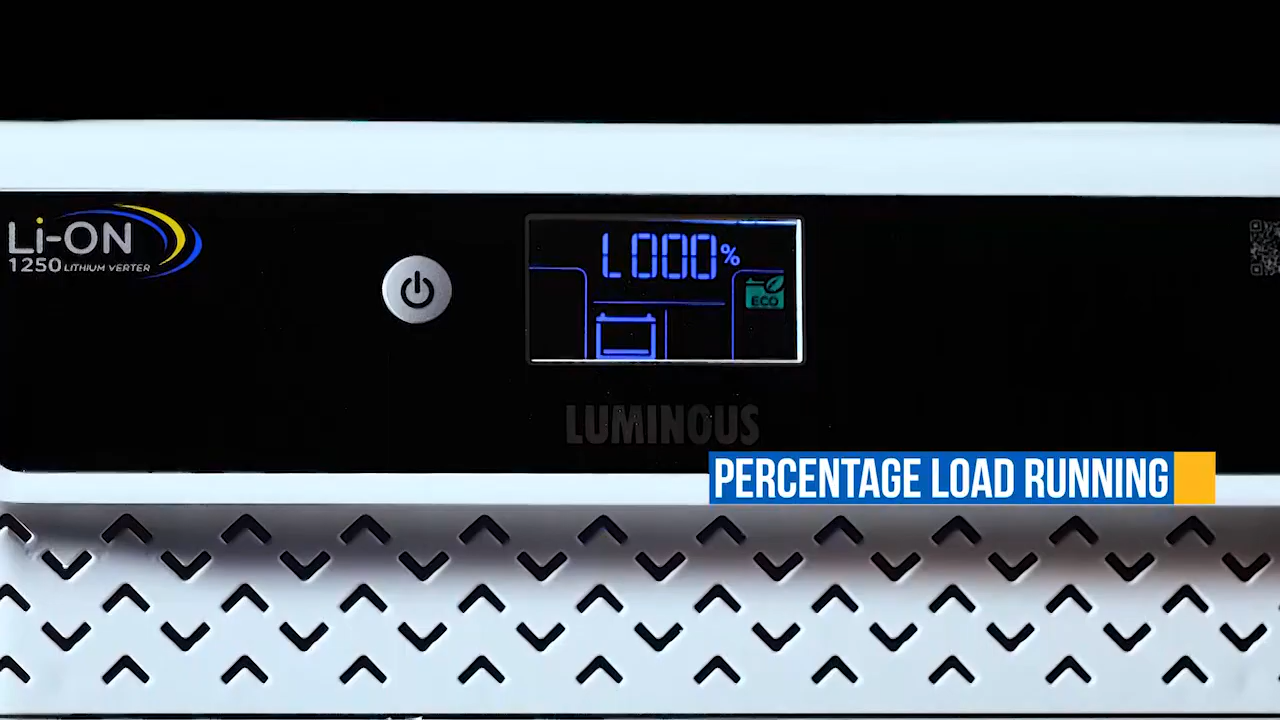 Li-ON
1250 LITHIUM VERTER
L000%
ECO
LUMINOUS
PERCENTAGE LOAD RUNNING